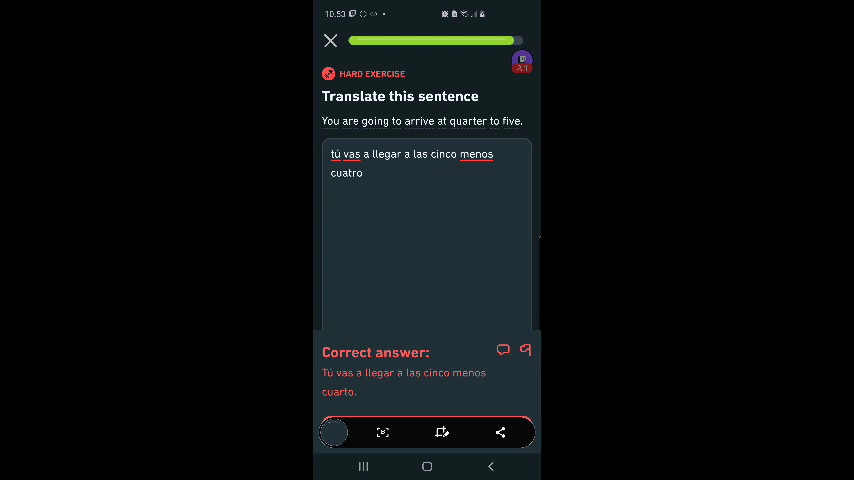 10.53
HARD EXERCISE
Translate this sentence
You are going to arrive at quarter to five.
tú vas a llegar a las cinco menos
cuatro
Correct answer:
Tú vas a llegar a las cinco menos
cuarto.